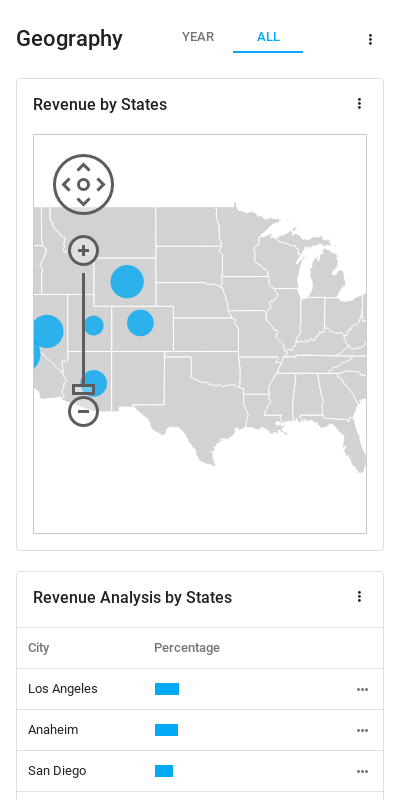 Geography
YEAR
ALL
Revenue by States
Revenue Analysis by States
City
Percentage
Los Angeles
Anaheim
San Diego